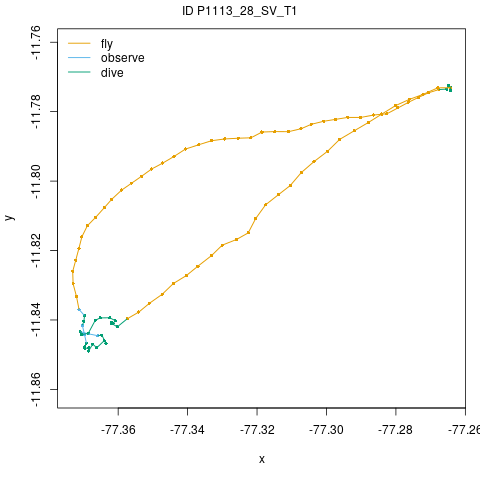 ID P1113_28_SV_T1
fly
observe
dive
-11.76
-11.78
-11.80
-11.82
-11.84
-11.86
y
-77.36
-77.34
-77.32
-77.30
-77.28
-77.26
x